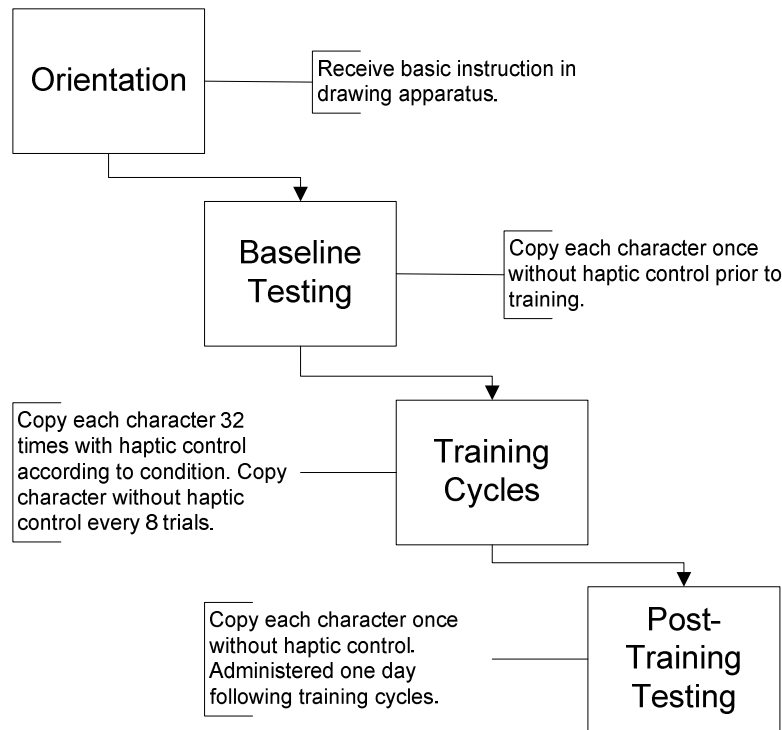 Orientation
Receive basic instruction in
drawing apparatus.
Baseline
Testing
Copy each character once
without haptic control prior to
training.
Copy each character 32
times with haptic control
according to condition. Copy
character without haptic
control every 8 trials.
Training
Cycles
Copy each character once
without haptic control.
Administered one day
following training cycles.
Post-
Training
Testing